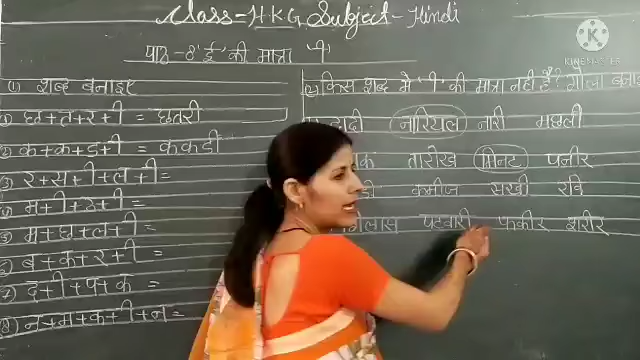 Class - HKG Subject - Hindi
पाठ - 8 'ई' की मात्रा 'ी'
(1) शब्द बनाइए
① छ + त + र + ी = छतरी
② क + क + ड़ + ी = ककडी
③ र + स + ी + ल + ी =
④ म + ी + ठ + ी =
⑤ म + छ + ल + ी =
⑥ ब + क + र + ी =
⑦ द + ी + प + क =
⑧ न + म + क + ी + न =
(2) किस शब्द मे 'ी' की मात्रा नही है? गोला
दादी नारियल नारी मछली
तारीख मिनट पनीर
कमीज सखी रवि
पटवारी फकीर शरीर
KINEMASTER